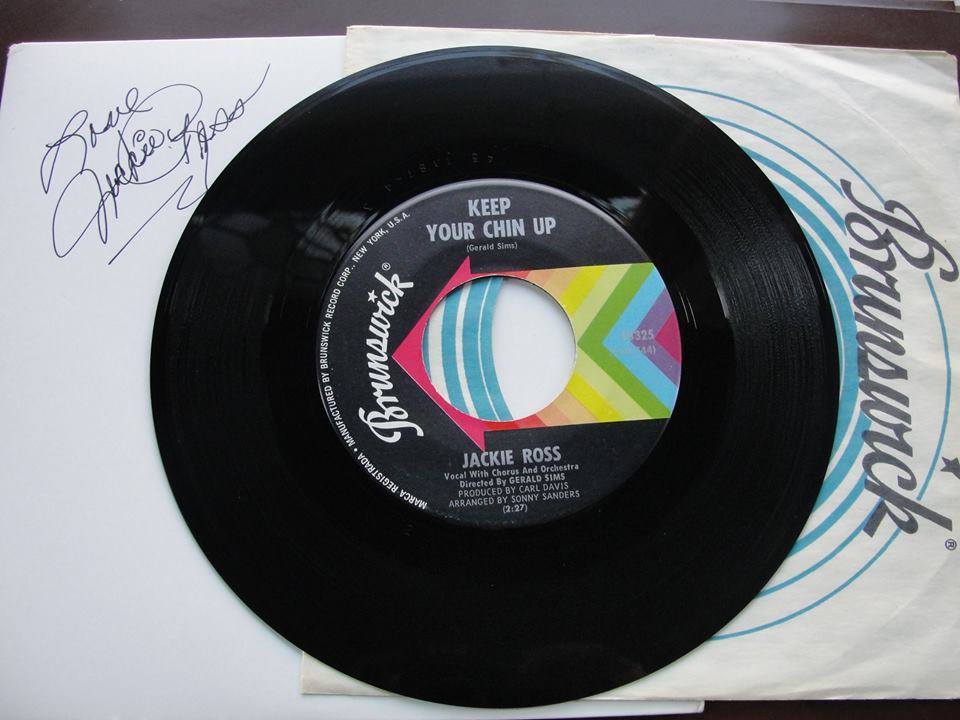 Love
Jackie Ross
KEEP
YOUR CHIN UP
(Gerald Sims)
MARCA REGISTRADA • MANUFACTURED BY BRUNSWICK RECORD CORP., NEW YORK, U.S.A.
Brunswick®
JACKIE ROSS
Vocal With Chorus And Orchestra
Directed By GERALD SIMS
PRODUCED BY CARL DAVIS
ARRANGED BY SONNY SANDERS
(2:27)
Brunswick®